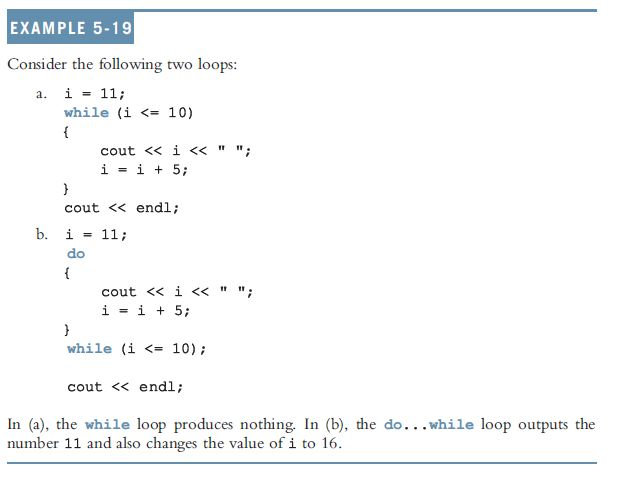 EXAMPLE 5-19
Consider the following two loops:
a. i = 11;
while (i <= 10)
{
cout << i << " ";
i = i + 5;
}
cout << endl;
b. i = 11;
do
{
cout << i << " ";
i = i + 5;
}
while (i <= 10);
cout << endl;
In (a), the while loop produces nothing. In (b), the do...while loop outputs the
number 11 and also changes the value of i to 16.